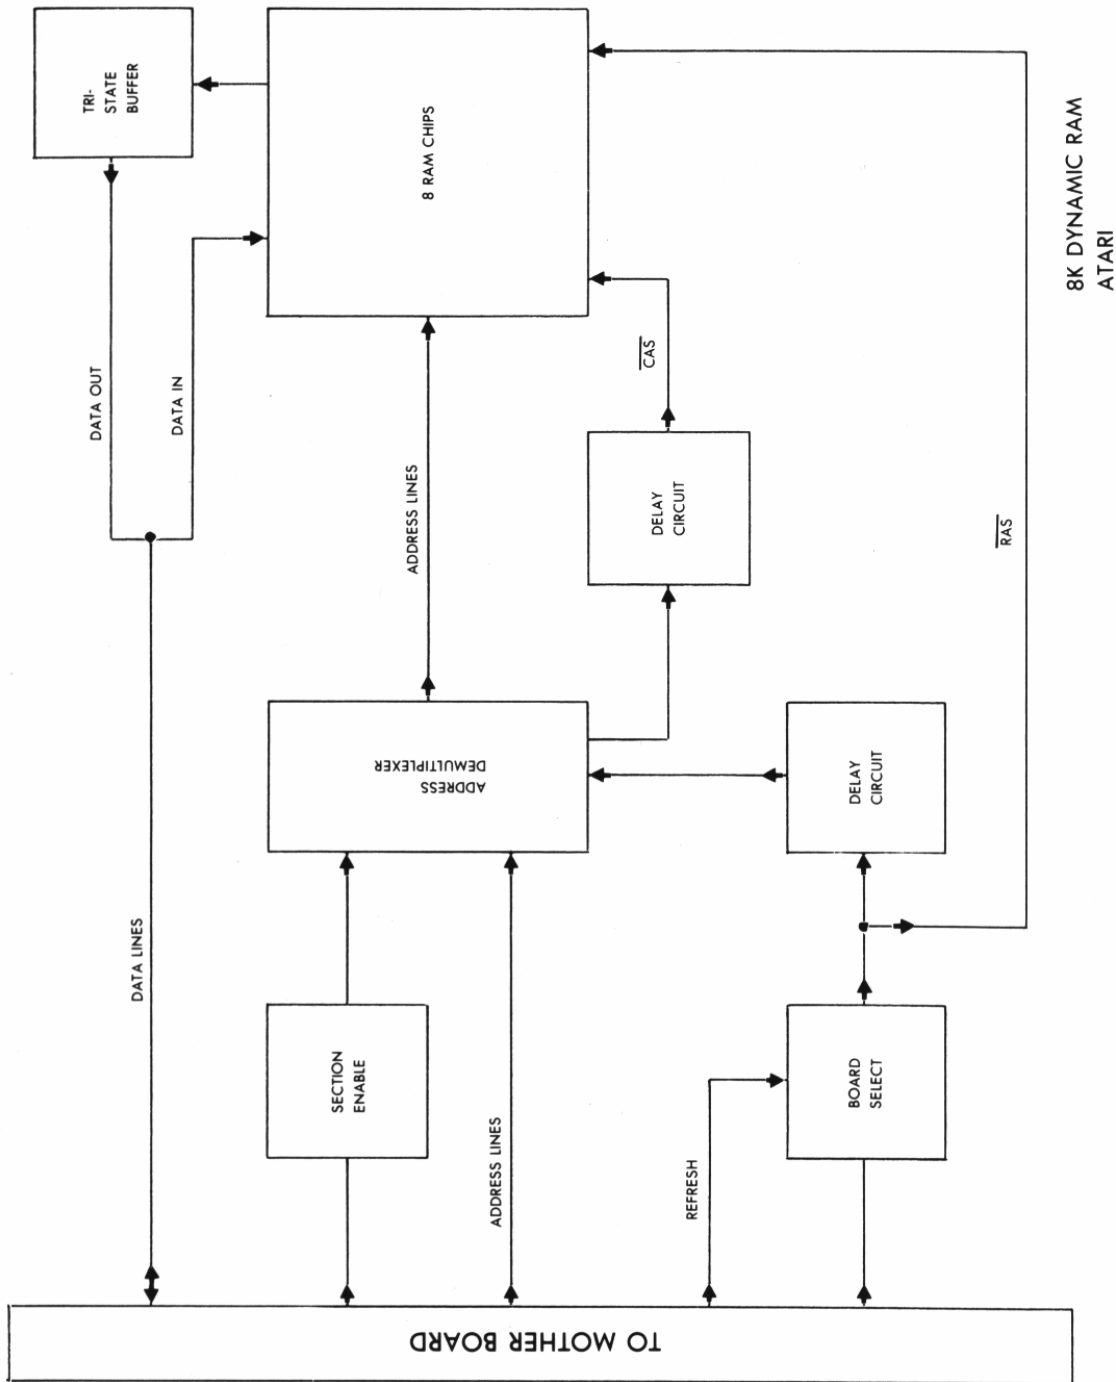 TRI-
STATE
BUFFER
8 RAM CHIPS
DATA OUT
DATA IN
ADDRESS LINES
CAS
DELAY
CIRCUIT
RAS
8K DYNAMIC RAM
ATARI
ADDRESS
DEMULTIPLEXER
DELAY
CIRCUIT
DATA LINES
SECTION
ENABLE
ADDRESS LINES
REFRESH
BOARD
SELECT
TO MOTHER BOARD